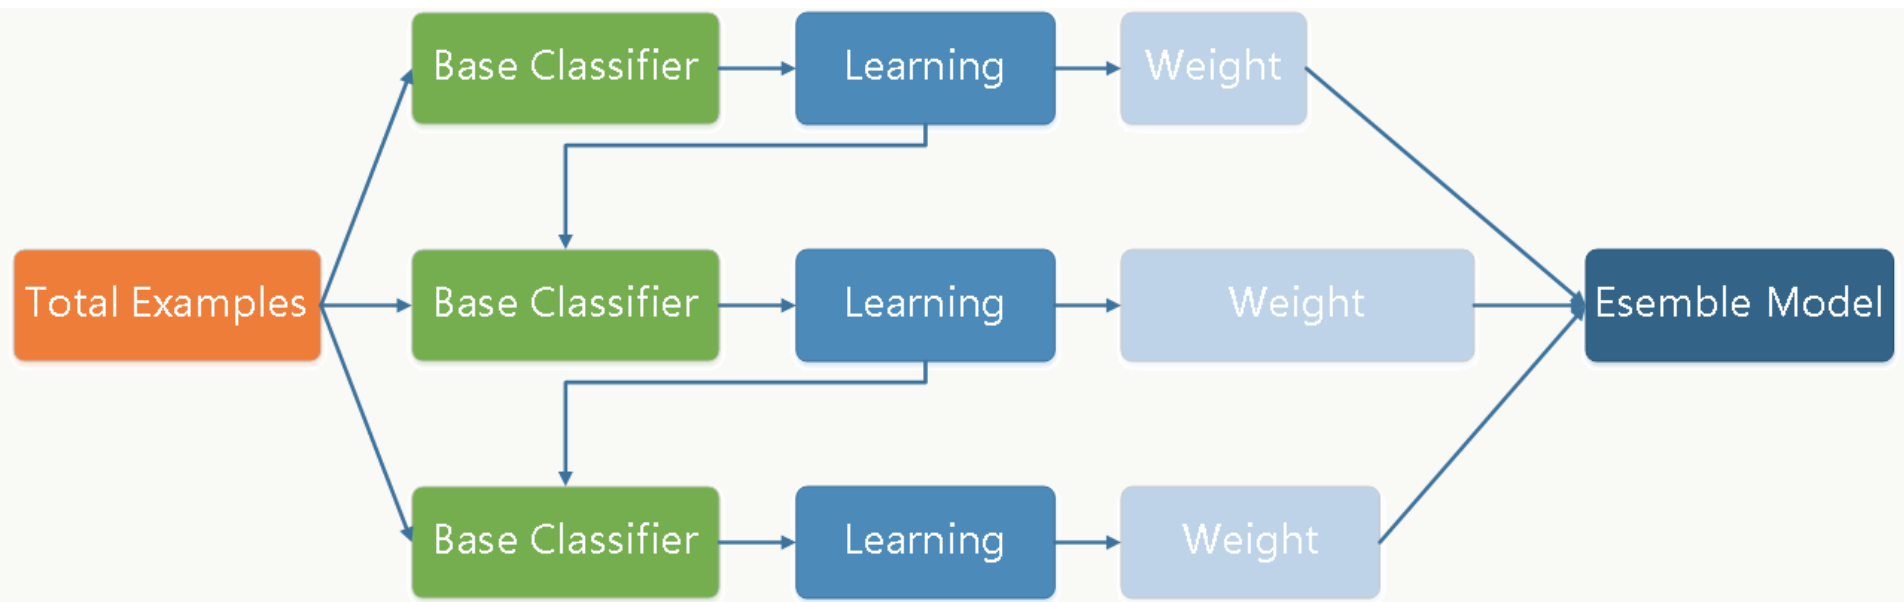 Base Classifier
Learning
Weight
Total Examples
Base Classifier
Learning
Weight
Esemble Model
Base Classifier
Learning
Weight